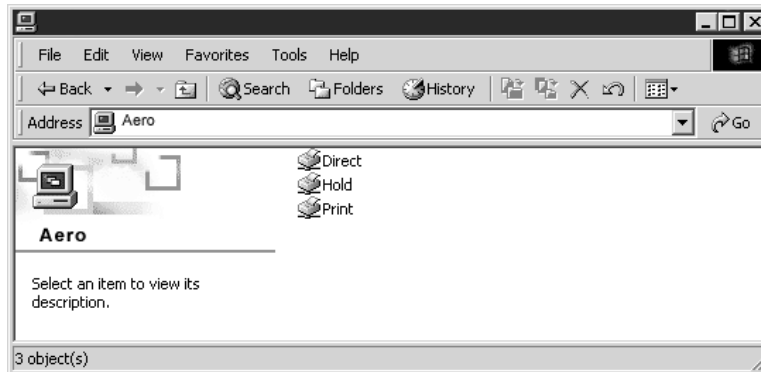 File Edit View Favorites Tools Help
Back Search Folders History
Address Aero Go
Direct
Hold
Print
Aero
Select an item to view its
description.
3 object(s)